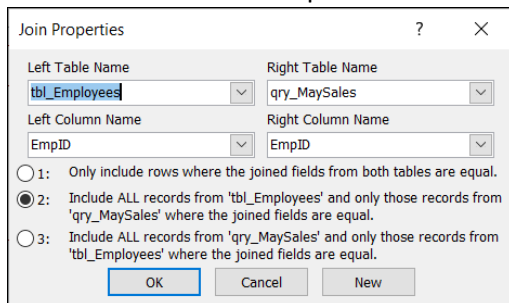 Join Properties ? ×
Left Table Name Right Table Name
tbl_Employees qry_MaySales
Left Column Name Right Column Name
EmpID EmpID
1: Only include rows where the joined fields from both tables are equal.
2: Include ALL records from 'tbl_Employees' and only those records from
'qry_MaySales' where the joined fields are equal.
3: Include ALL records from 'qry_MaySales' and only those records from
'tbl_Employees' where the joined fields are equal.
OK Cancel New